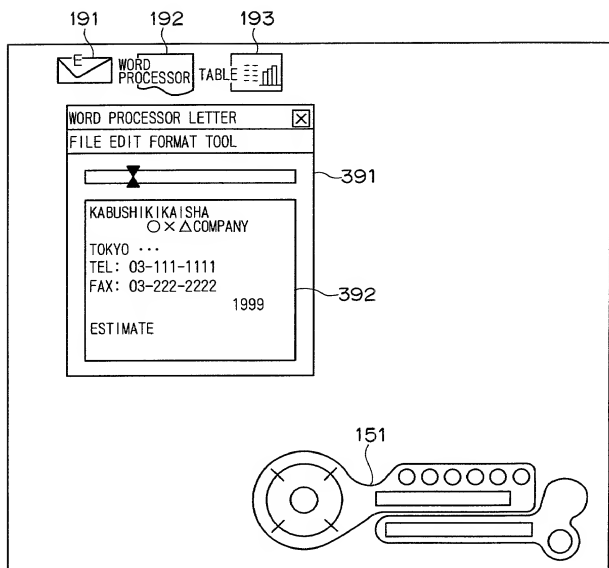 191
192
193
E
WORD
PROCESSOR
TABLE
WORD PROCESSOR LETTER
FILE EDIT FORMAT TOOL
391
KABUSHIKIKAISHA
○×△COMPANY
TOKYO ···
TEL: 03-111-1111
FAX: 03-222-2222
392
1999
ESTIMATE
151